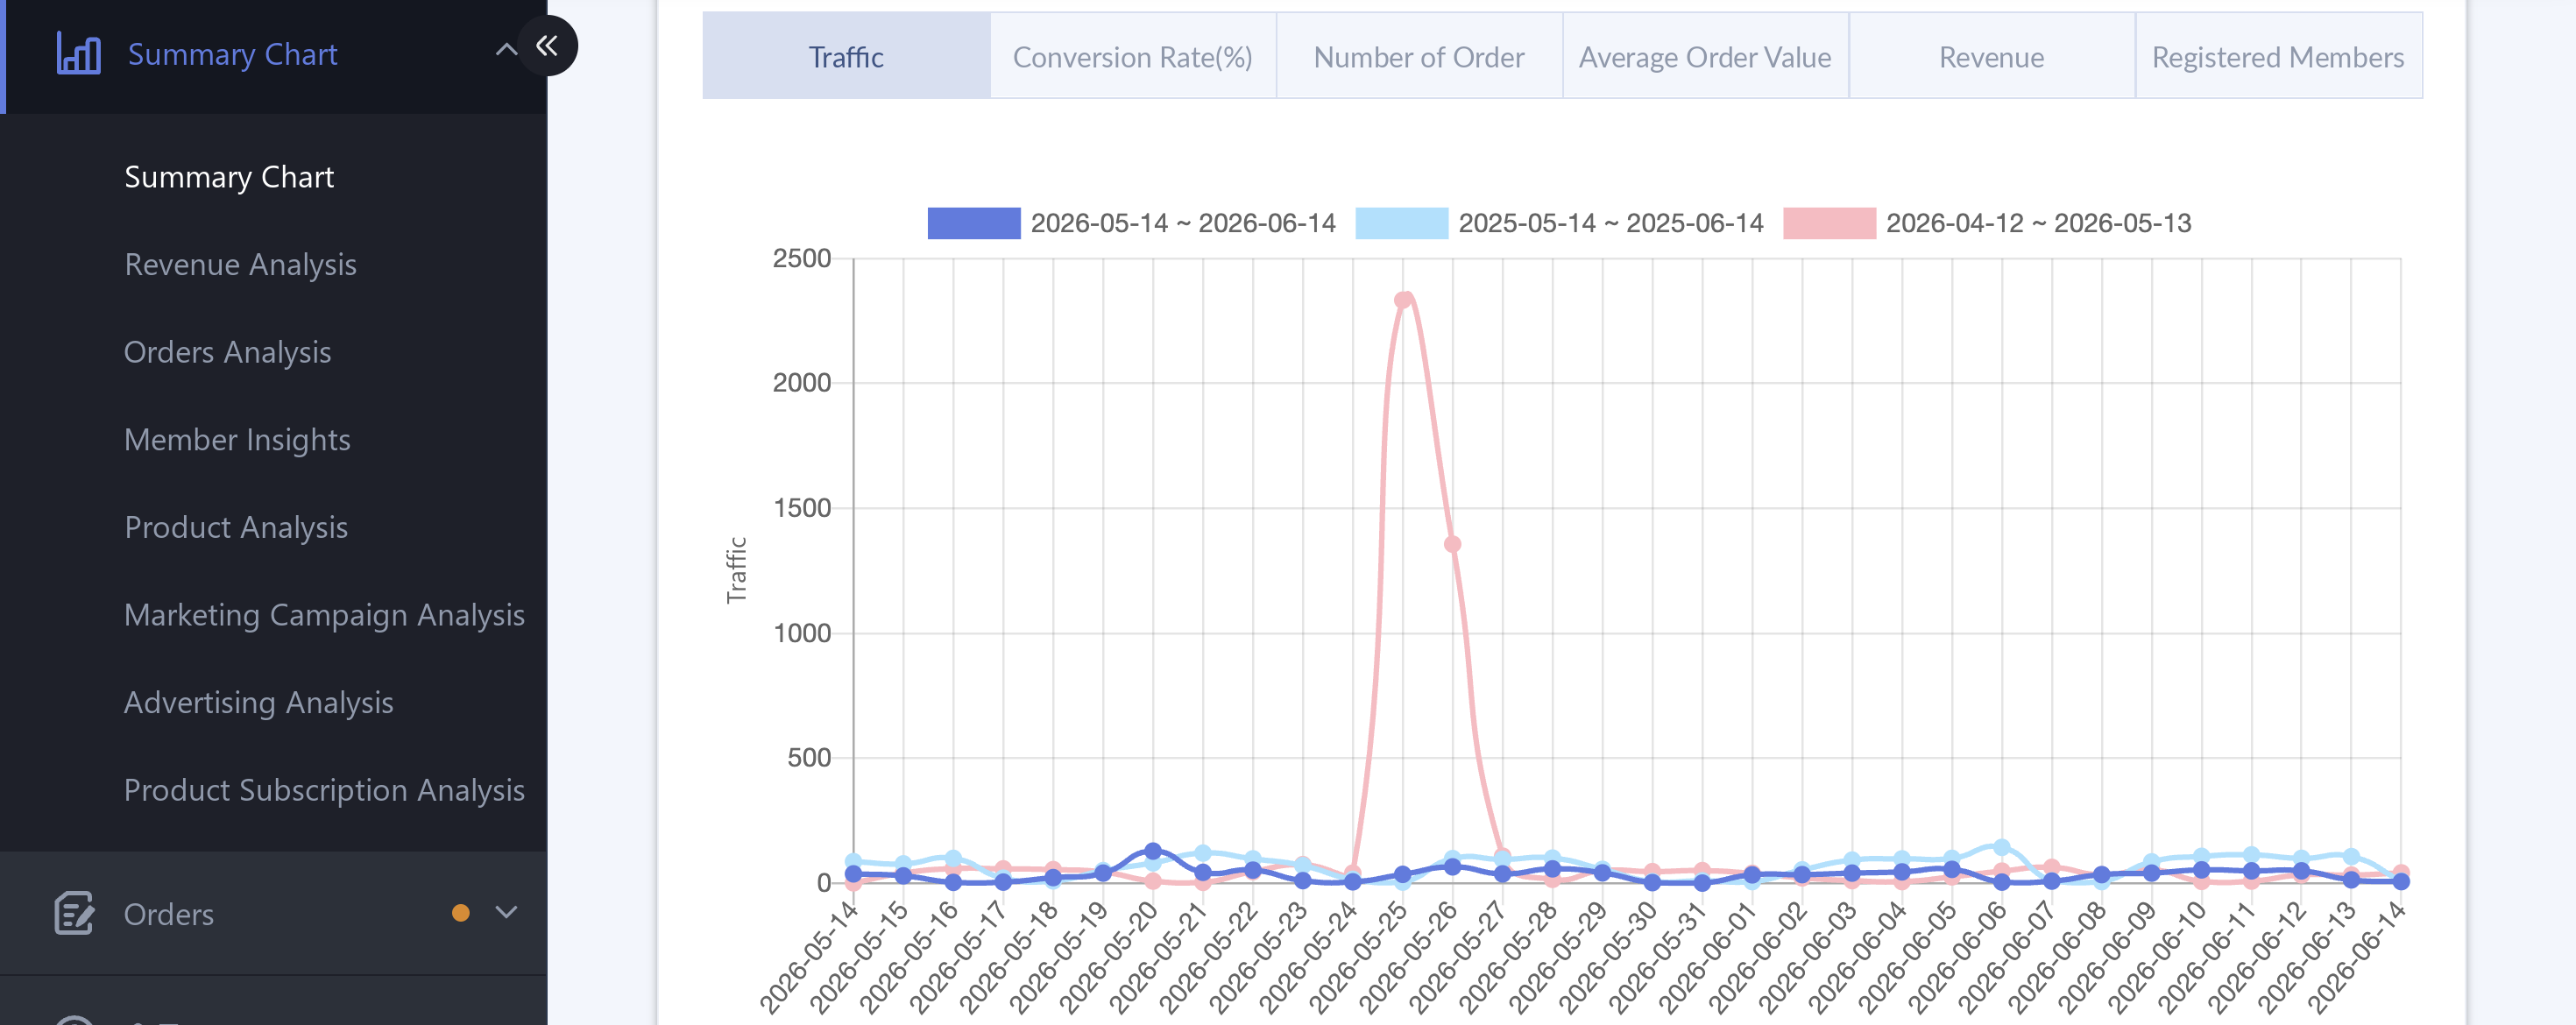 Summary Chart
Summary Chart
Revenue Analysis
Orders Analysis
Member Insights
Product Analysis
Marketing Campaign Analysis
Advertising Analysis
Product Subscription Analysis
Orders
Traffic
Conversion Rate(%)
Number of Order
Average Order Value
Revenue
Registered Members
2026-05-14 ~ 2026-06-14
2025-05-14 ~ 2025-06-14
2026-04-12 ~ 2026-05-13
2500
2000
1500
1000
500
0
Traffic
2026-05-14
2026-05-15
2026-05-16
2026-05-17
2026-05-18
2026-05-19
2026-05-20
2026-05-21
2026-05-22
2026-05-23
2026-05-24
2026-05-25
2026-05-26
2026-05-27
2026-05-28
2026-05-29
2026-05-30
2026-05-31
2026-06-01
2026-06-02
2026-06-03
2026-06-04
2026-06-05
2026-06-06
2026-06-07
2026-06-08
2026-06-09
2026-06-10
2026-06-11
2026-06-12
2026-06-13
2026-06-14